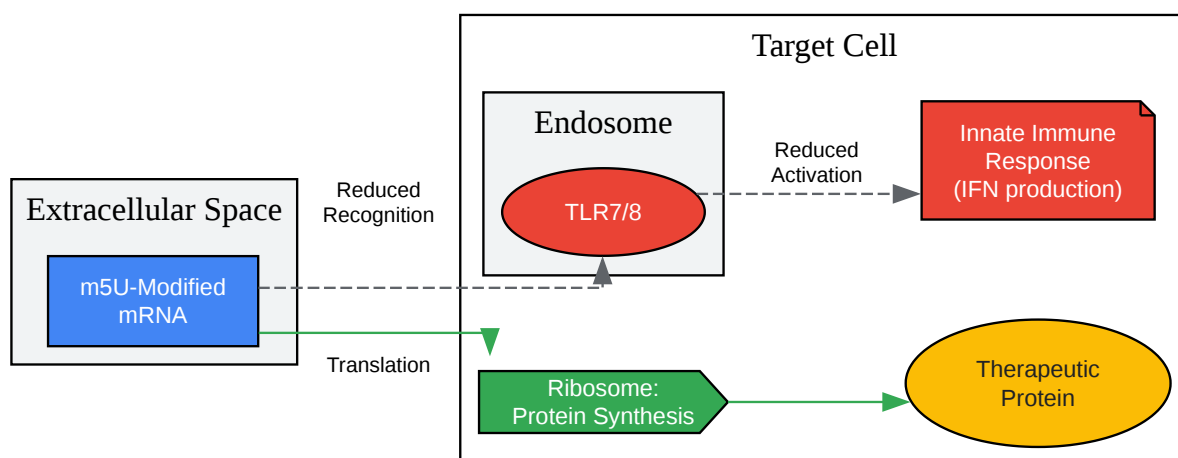 Target Cell
Endosome
TLR7/8
Reduced
Activation
Innate Immune
Response
(IFN production)
Extracellular Space
m5U-Modified
mRNA
Reduced
Recognition
Translation
Ribosome:
Protein Synthesis
Therapeutic
Protein